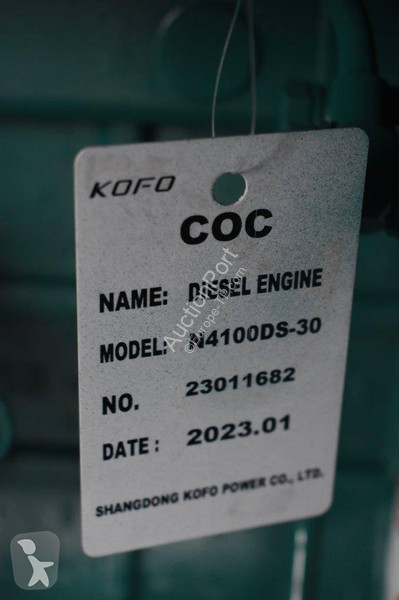 KOFO
COC
NAME: DIESEL ENGINE
MODEL: N4100DS-30
NO. 23011682
DATE: 2023.01
SHANGDONG KOFO POWER CO., LTD.
AuctionPort